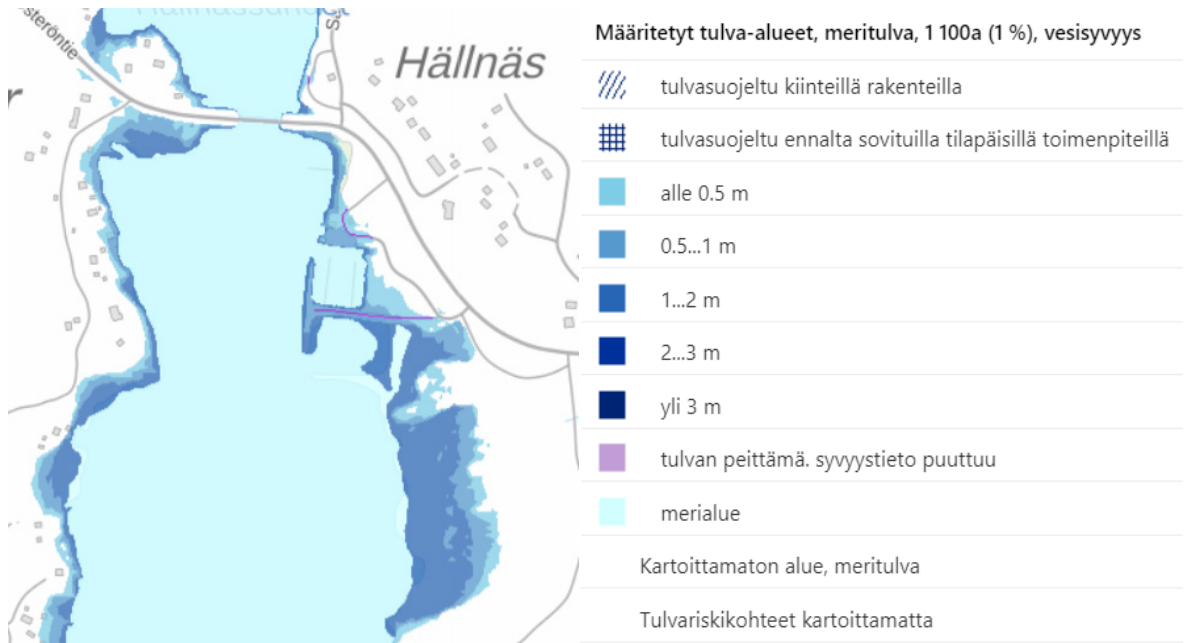 Hällnässundet
steröntie
S.
Hällnäs
r
Määritetyt tulva-alueet, meritulva, 1 100a (1 %), vesisyvyys
tulvasuojeltu kiinteillä rakenteilla
tulvasuojeltu ennalta sovituilla tilapäisillä toimenpiteillä
alle 0.5 m
0.5...1 m
1...2 m
2...3 m
yli 3 m
tulvan peittämä. syvyystieto puuttuu
merialue
Kartoittamaton alue, meritulva
Tulvariskikohteet kartoittamatta